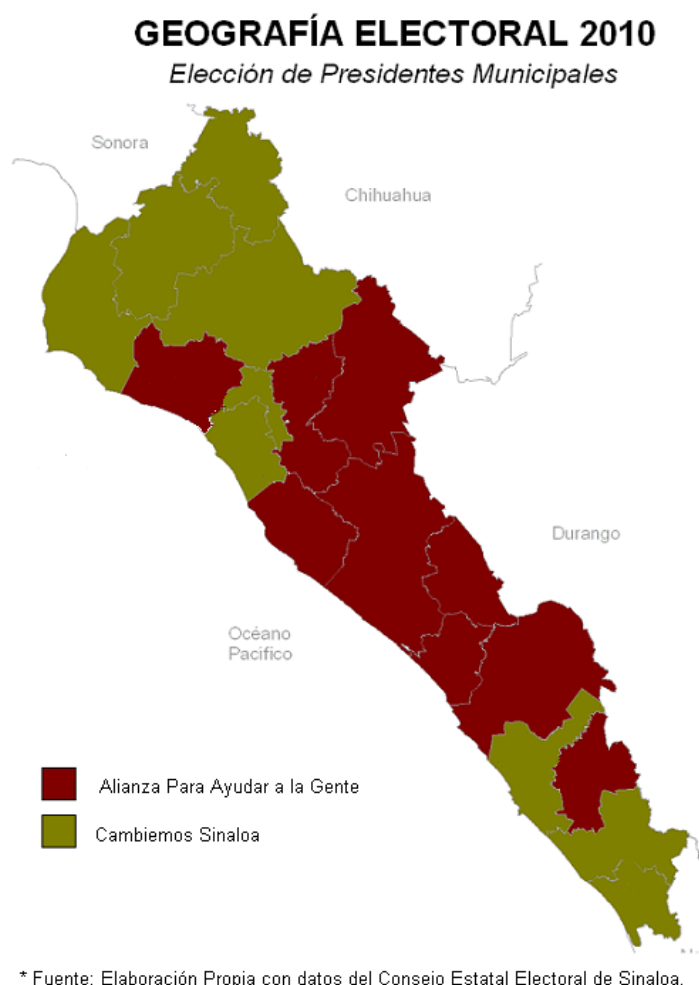 GEOGRAFÍA ELECTORAL 2010
Elección de Presidentes Municipales
Sonora
Chihuahua
Durango
Océano
Pacifico
Alianza Para Ayudar a la Gente
Cambiemos Sinaloa
* Fuente: Elaboración Propia con datos del Consejo Estatal Electoral de Sinaloa.